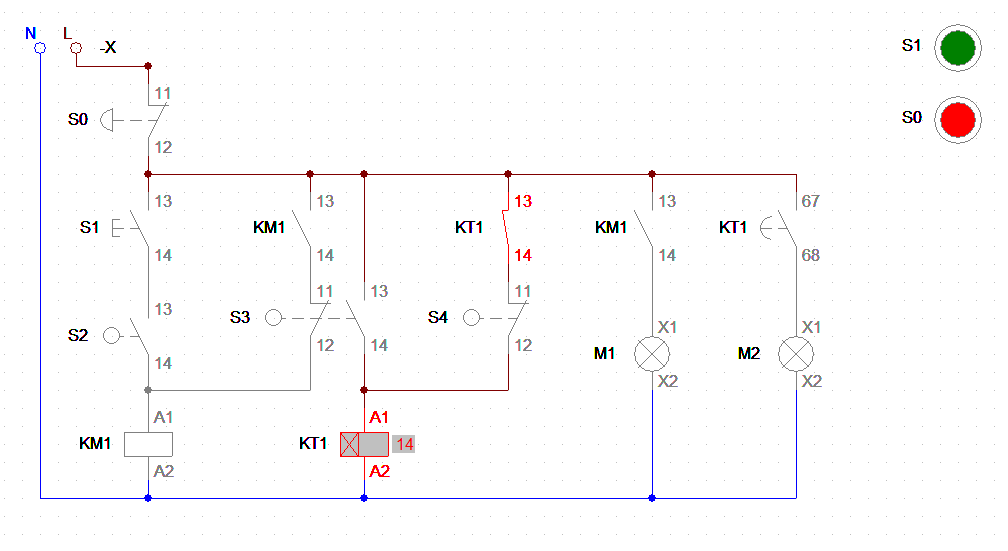 N L -X S1
S0
11
S0
12
13 13 13 13 67
S1 KM1 KT1 KM1 KT1
14 14 14 14 68
11 13 11
13
S3 S4
S2
X1 X1
12 14 12
M1 M2
14
X2 X2
A1 A1
KM1 KT1 14
A2 A2